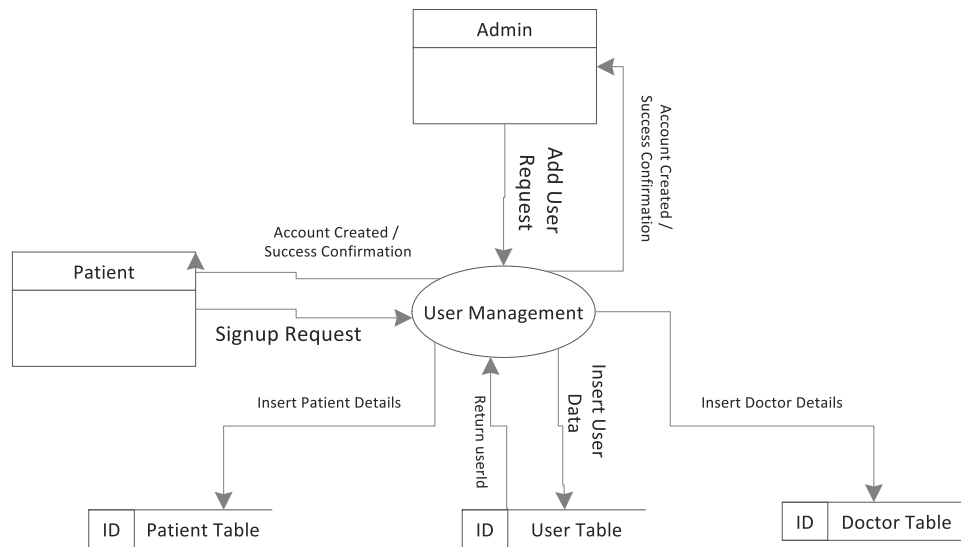 Admin
Account Created /
Success Confirmation
Add User
Request
Account Created /
Success Confirmation
Patient
User Management
Signup Request
Insert Patient Details
Return userId
Insert User
Data
Insert Doctor Details
ID Patient Table
ID User Table
ID Doctor Table